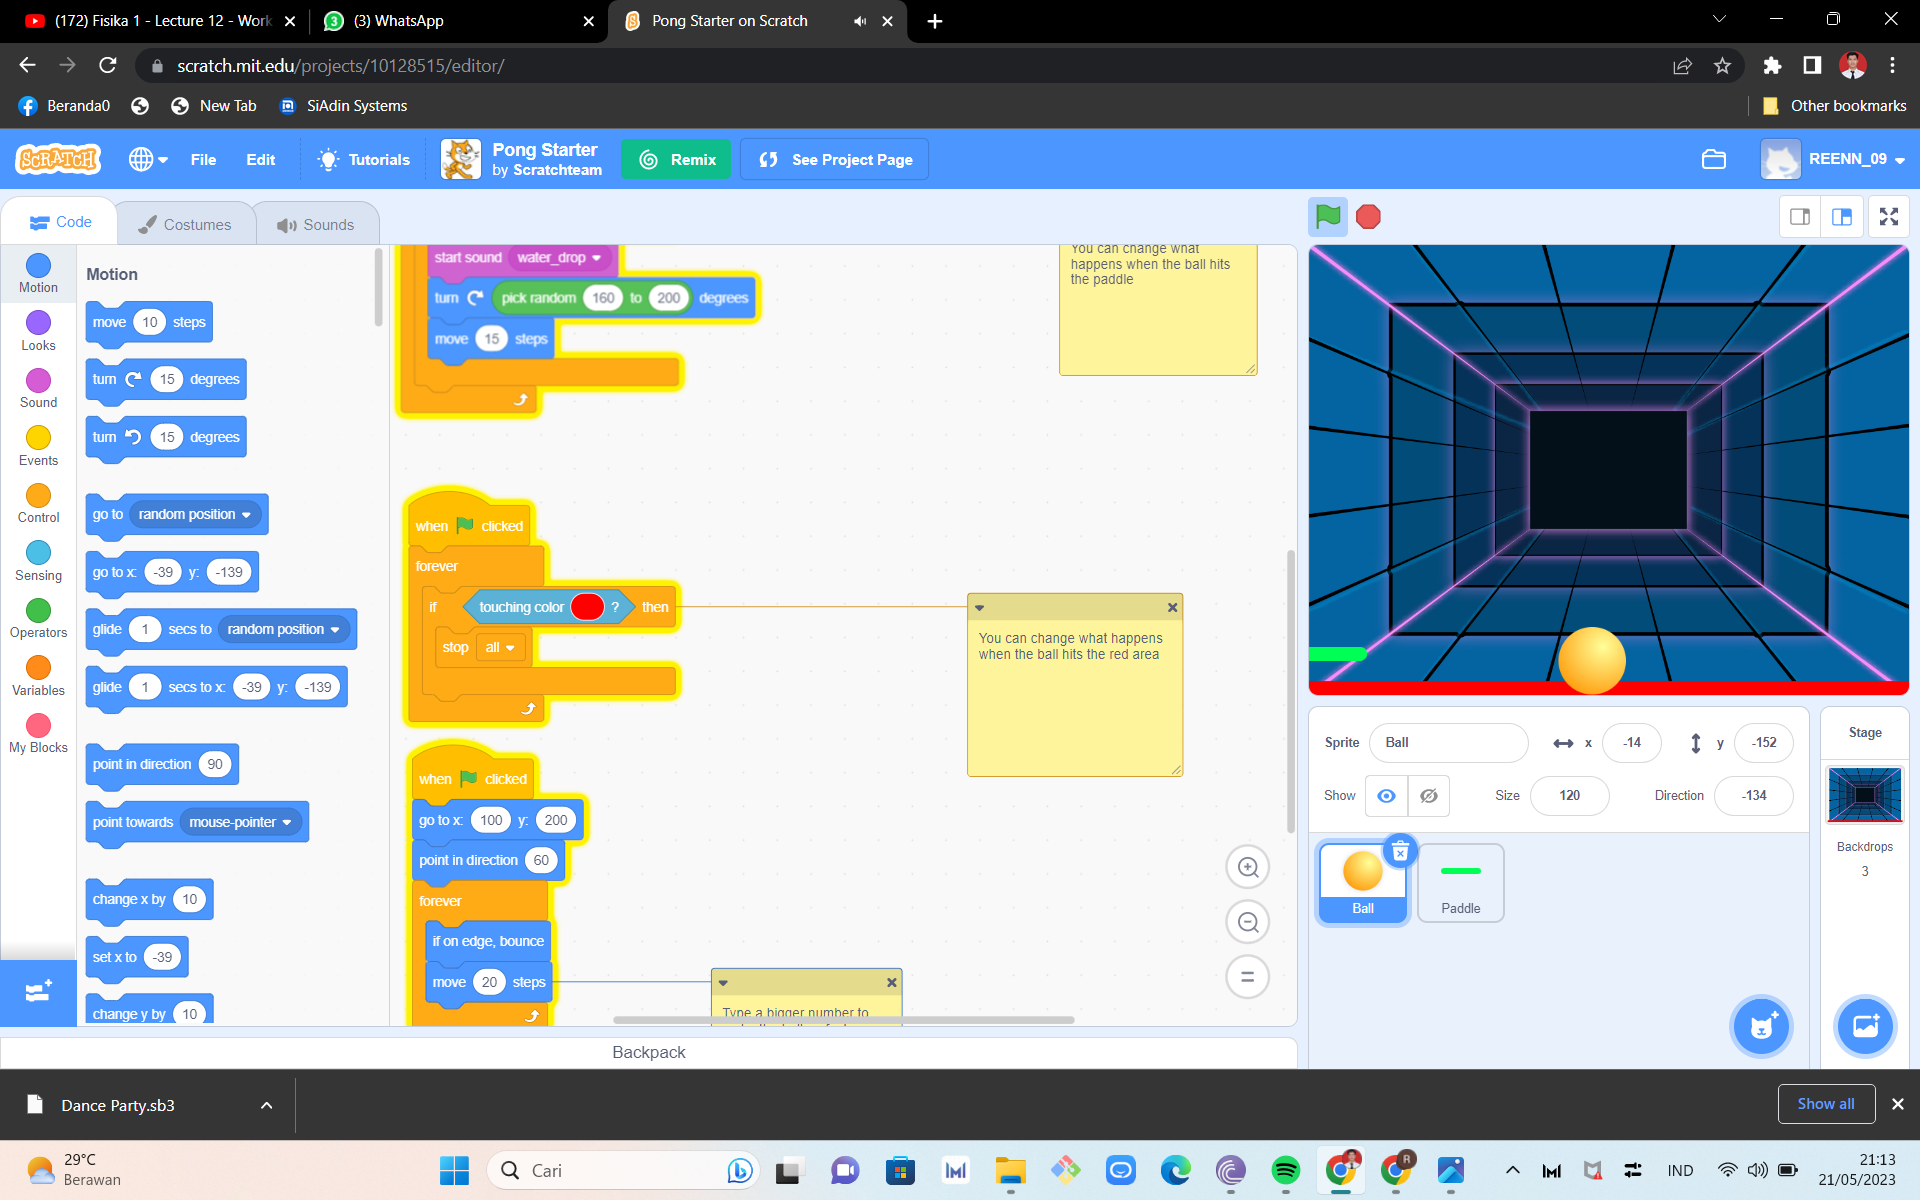 (172) Fisika 1 - Lecture 12 - Work
(3) WhatsApp
Pong Starter on Scratch
scratch.mit.edu/projects/10128515/editor/
Beranda0
New Tab
SiAdin Systems
Other bookmarks
SCRATCH
File
Edit
Tutorials
Pong Starter
by Scratchteam
Remix
See Project Page
REENN_09
Code
Costumes
Sounds
Motion
Looks
Sound
Events
Control
Sensing
Operators
Variables
My Blocks
Motion
move 10 steps
turn 15 degrees
turn 15 degrees
go to random position
go to x: -39 y: -139
glide 1 secs to random position
glide 1 secs to x: -39 y: -139
point in direction 90
point towards mouse-pointer
change x by 10
set x to -39
change y by 10
start sound water_drop
turn pick random 160 to 200 degrees
move 15 steps
You can change what
happens when the ball hits
the paddle
when clicked
forever
if touching color ? then
stop all
You can change what happens
when the ball hits the red area
when clicked
go to x: 100 y: 200
point in direction 60
forever
if on edge, bounce
move 20 steps
Type a bigger number to
Sprite Ball x -14 y -152
Show Size 120 Direction -134
Ball
Paddle
Stage
Backdrops
3
Backpack
Dance Party.sb3
Show all
29°C
Berawan
Cari
R
IND
21:13
21/05/2023